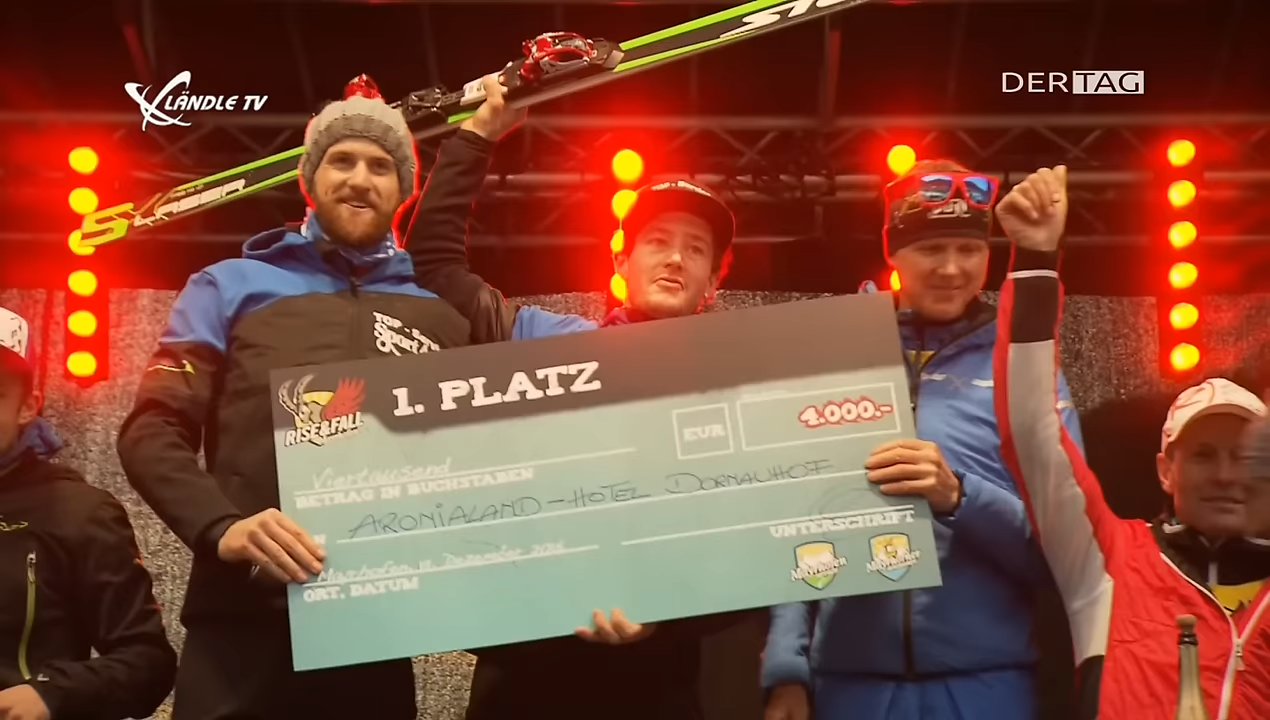 LÄNDLE TV
DER TAG
S LASER
RISE&FALL
1. PLATZ
EUR
4.000.-
Viertausend
BETRAG IN BUCHSTABEN
ARONIALAND-HOTEL DORNAUHOF
UNTERSCHRIFT
ORT, DATUM